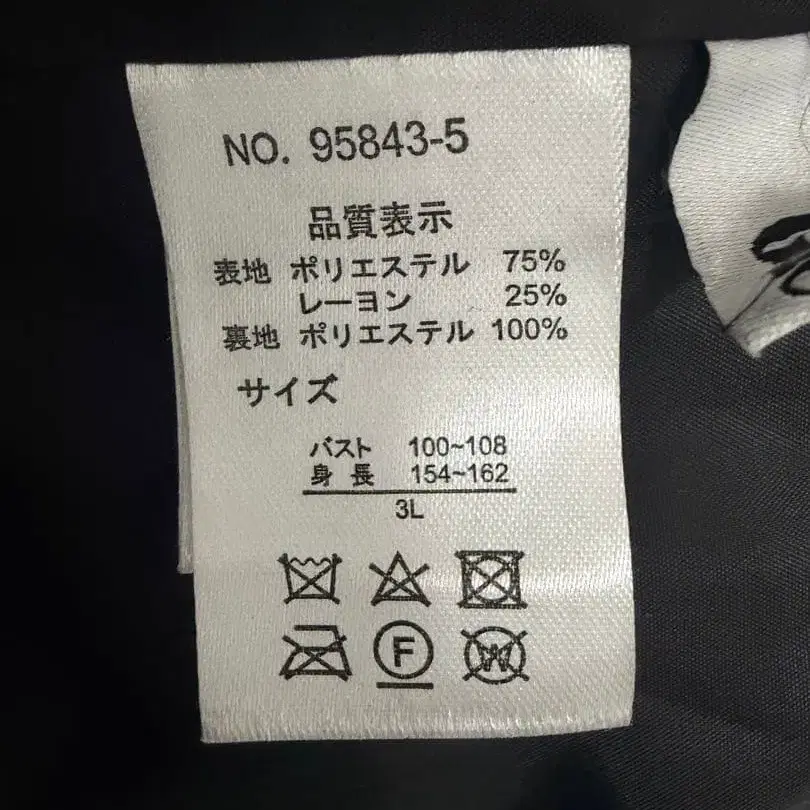 NO. 95843-5
品質表示
表地 ポリエステル 75%
レーヨン 25%
裏地 ポリエステル 100%
サイズ
バスト 100~108
身長 154~162
3L
F
W